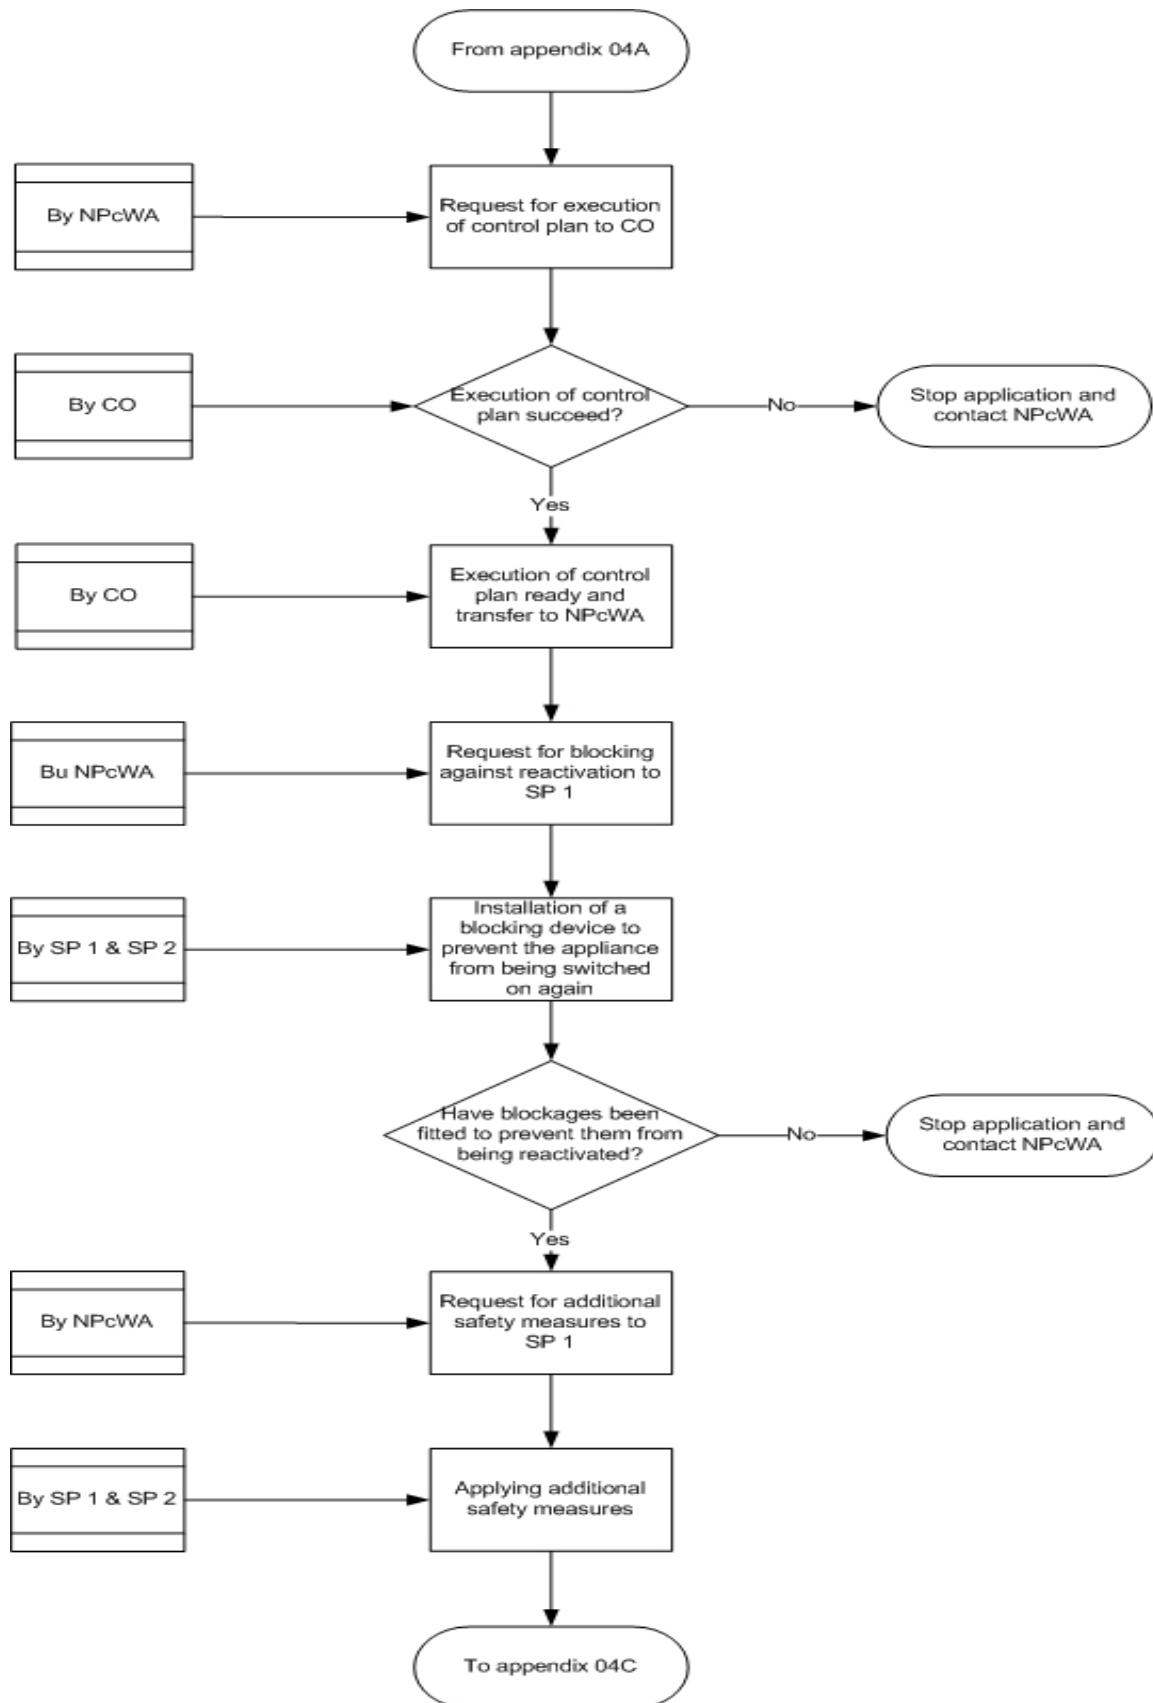 From appendix 04A
By NPcWA
Request for execution
of control plan to CO
By CO
Execution of control
plan succeed?
No
Stop application and
contact NPcWA
Yes
By CO
Execution of control
plan ready and
transfer to NPcWA
Bu NPcWA
Request for blocking
against reactivation to
SP 1
By SP 1 & SP 2
Installation of a
blocking device to
prevent the appliance
from being switched
on again
Have blockages been
fitted to prevent them from
being reactivated?
No
Stop application and
contact NPcWA
Yes
By NPcWA
Request for additional
safety measures to
SP 1
By SP 1 & SP 2
Applying additional
safety measures
To appendix 04C